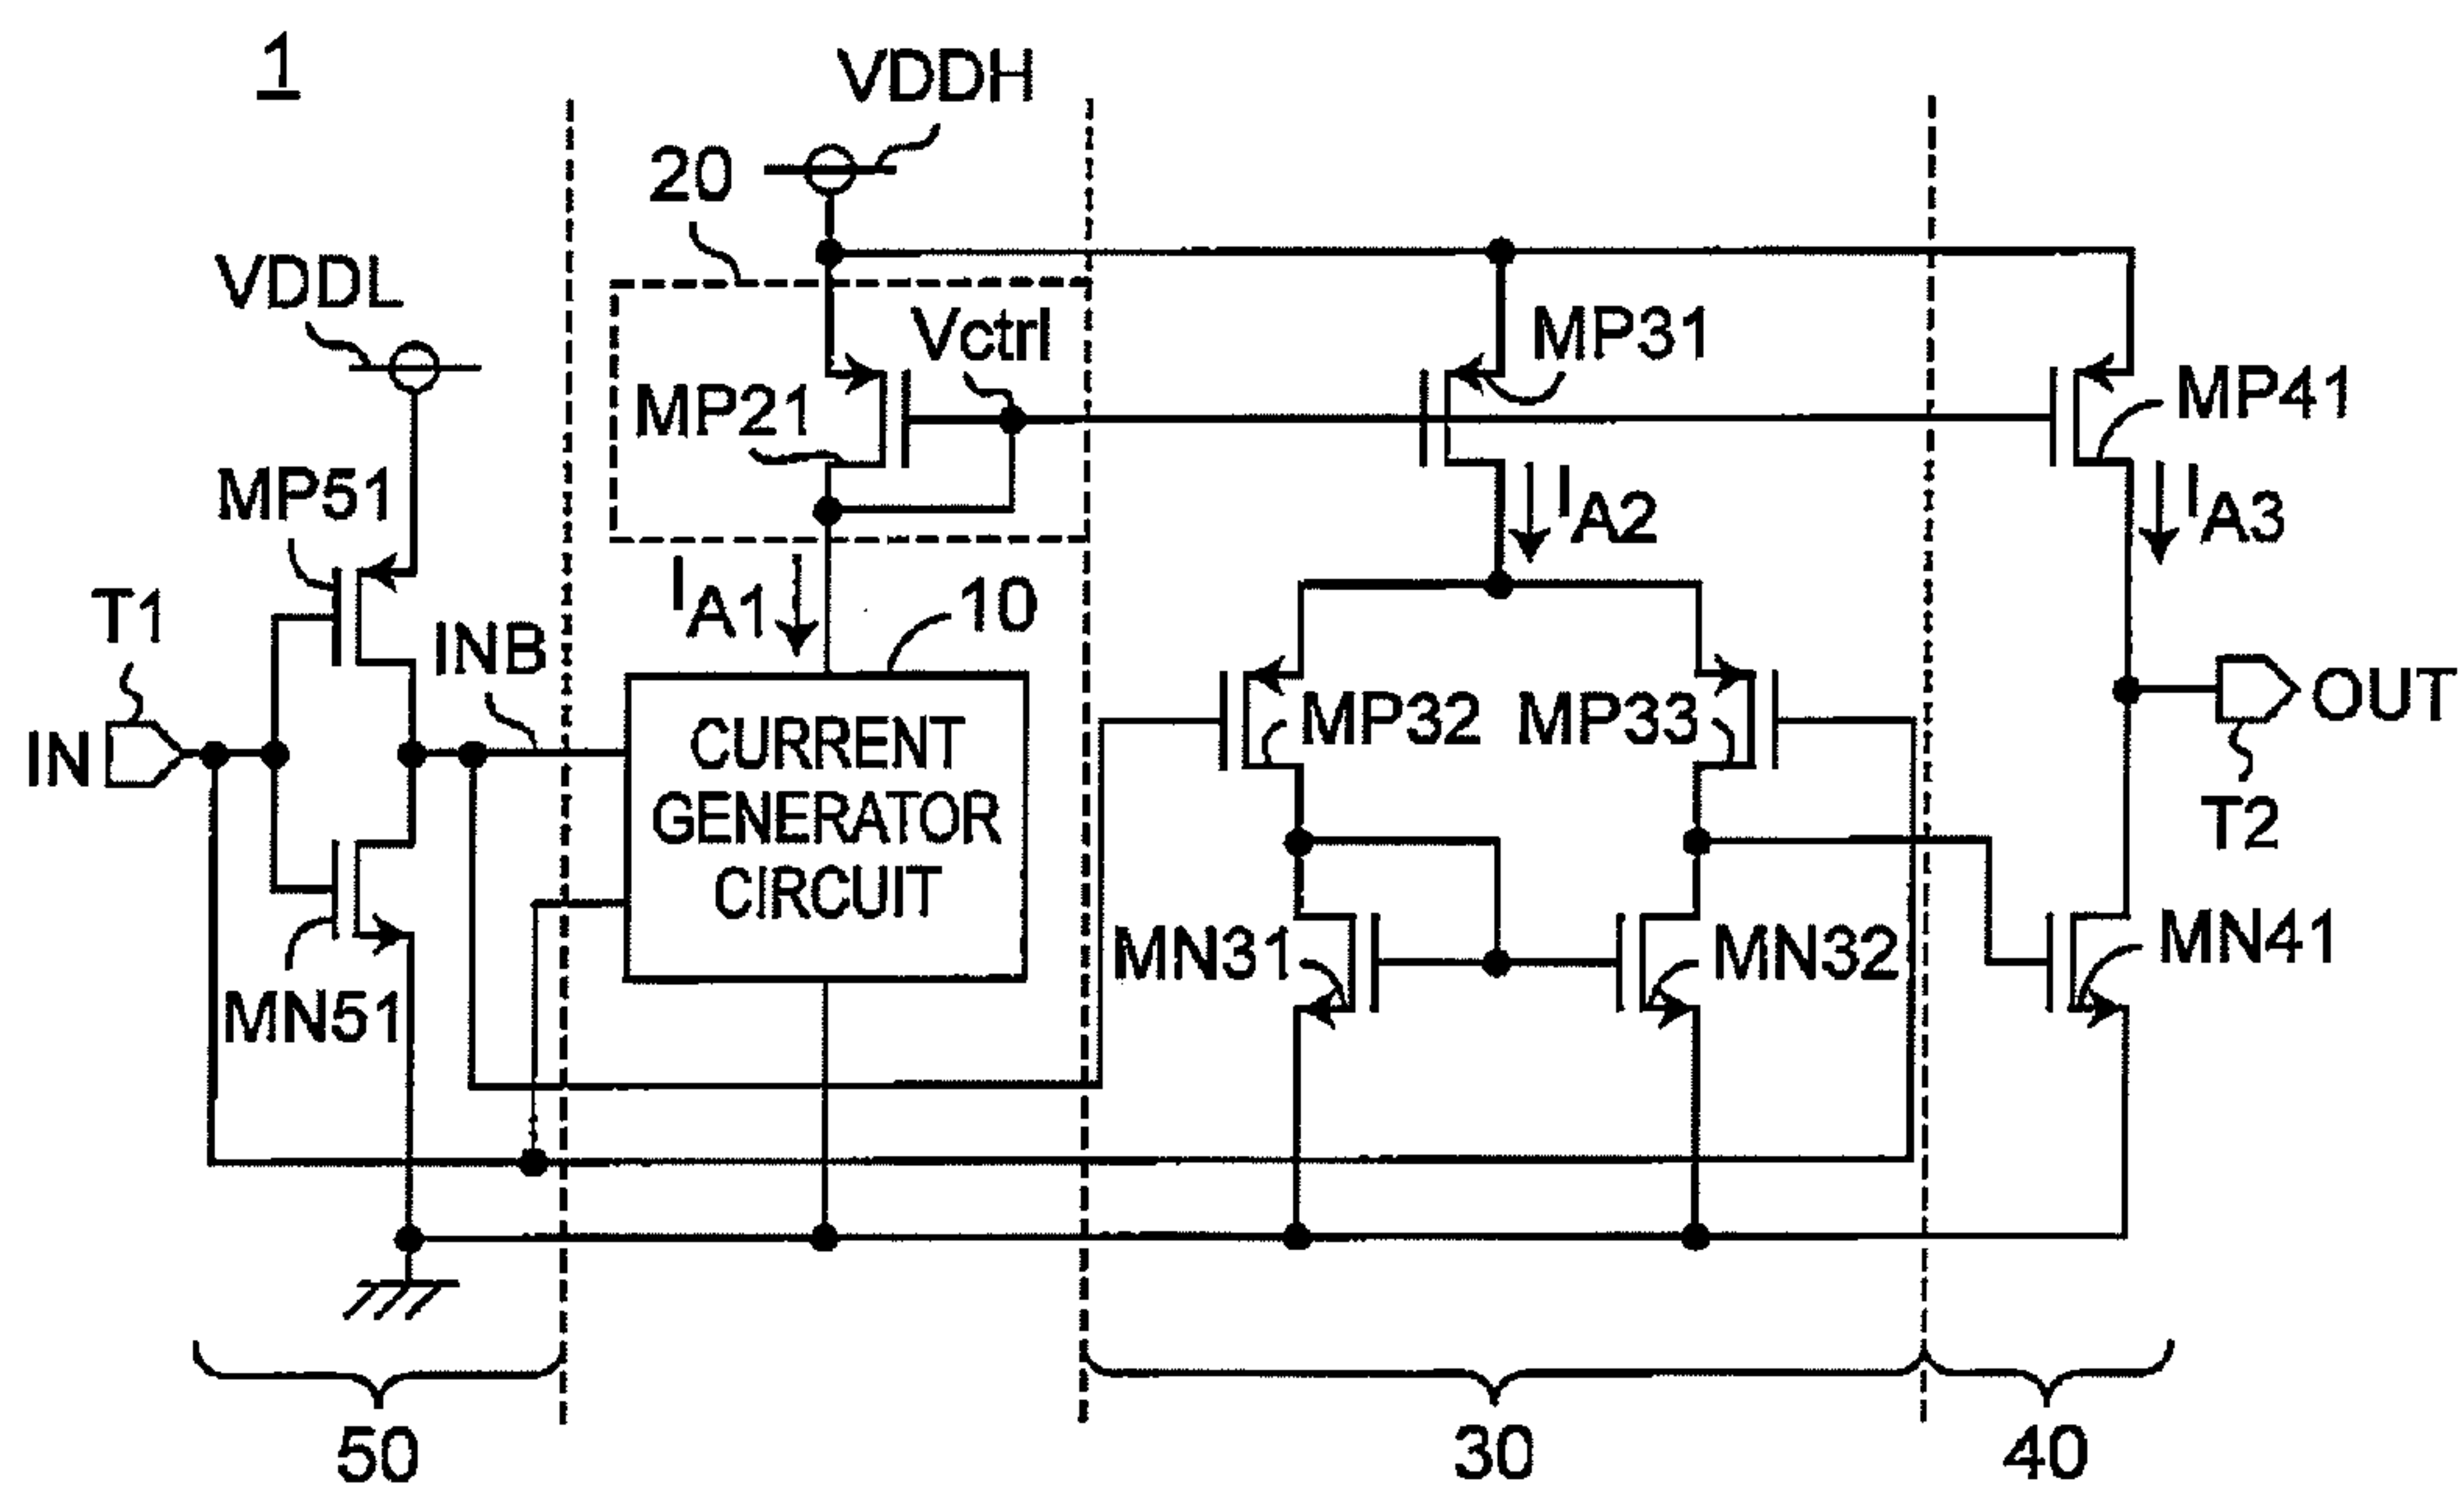 1
VDDH
20
VDDL
Vctrl
MP31
MP21
MP41
MP51
IA2
IA3
IA1
10
T1
INB
IN
CURRENT
GENERATOR
CIRCUIT
MP32
MP33
OUT
T2
MN31
MN32
MN41
MN51
50
30
40